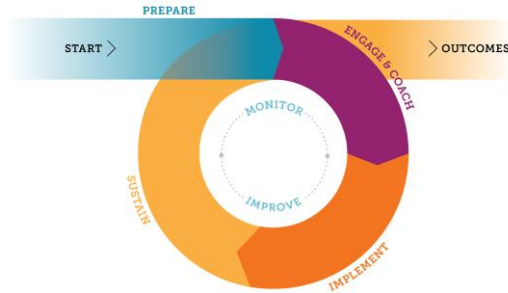 PREPARE
START
OUTCOMES
ENGAGE & COACH
MONITOR
IMPROVE
SUSTAIN
IMPLEMENT